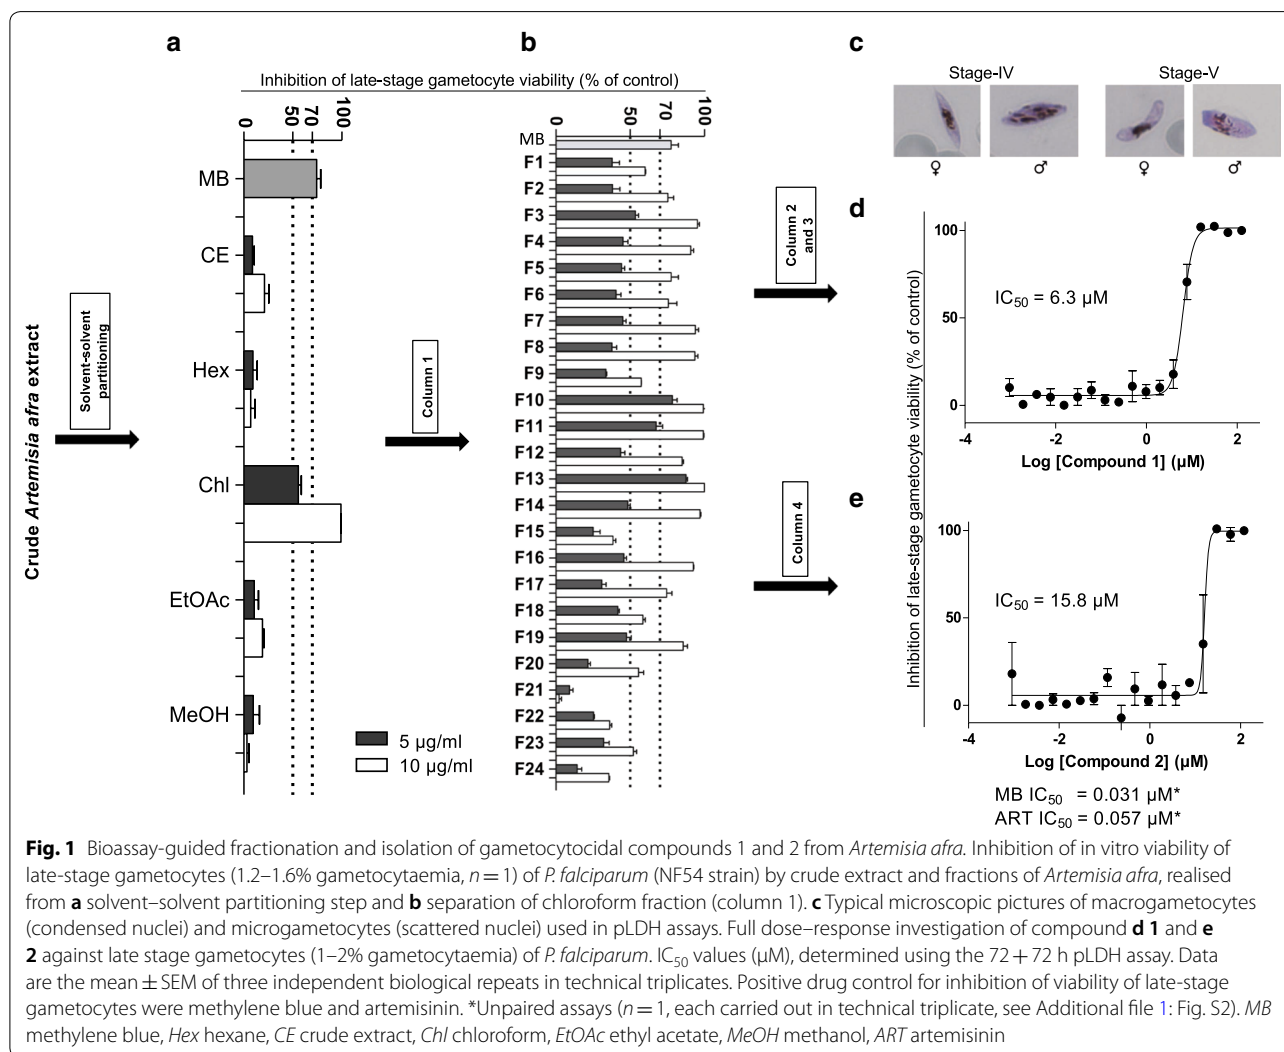 a
b
c
Inhibition of late-stage gametocyte viability (% of control)
0
50
70
100
MB
CE
Hex
Chl
EtOAc
MeOH
5 µg/ml
10 µg/ml
Crude Artemisia afra extract
Solvent-solvent
partitioning
Column 1
0
50
70
100
MB
F1
F2
F3
F4
F5
F6
F7
F8
F9
F10
F11
F12
F13
F14
F15
F16
F17
F18
F19
F20
F21
F22
F23
F24
Column 2
and 3
Column 4
Stage-IV
Stage-V
♀
♂
♀
♂
d
Inhibition of late-stage gametocyte viability (% of control)
100
50
0
IC50 = 6.3 µM
-4
-2
0
2
Log [Compound 1] (µM)
e
100
50
0
IC50 = 15.8 µM
-4
-2
0
2
Log [Compound 2] (µM)
MB IC50 = 0.031 µM*
ART IC50 = 0.057 µM*
Fig. 1 Bioassay-guided fractionation and isolation of gametocytocidal compounds 1 and 2 from Artemisia afra. Inhibition of in vitro viability of
late-stage gametocytes (1.2–1.6% gametocytaemia, n = 1) of P. falciparum (NF54 strain) by crude extract and fractions of Artemisia afra, realised
from a solvent–solvent partitioning step and b separation of chloroform fraction (column 1). c Typical microscopic pictures of macrogametocytes
(condensed nuclei) and microgametocytes (scattered nuclei) used in pLDH assays. Full dose–response investigation of compound d 1 and e
2 against late stage gametocytes (1–2% gametocytaemia) of P. falciparum. IC50 values (µM), determined using the 72 + 72 h pLDH assay. Data
are the mean ± SEM of three independent biological repeats in technical triplicates. Positive drug control for inhibition of viability of late-stage
gametocytes were methylene blue and artemisinin. *Unpaired assays (n = 1, each carried out in technical triplicate, see Additional file 1: Fig. S2). MB
methylene blue, Hex hexane, CE crude extract, Chl chloroform, EtOAc ethyl acetate, MeOH methanol, ART artemisinin